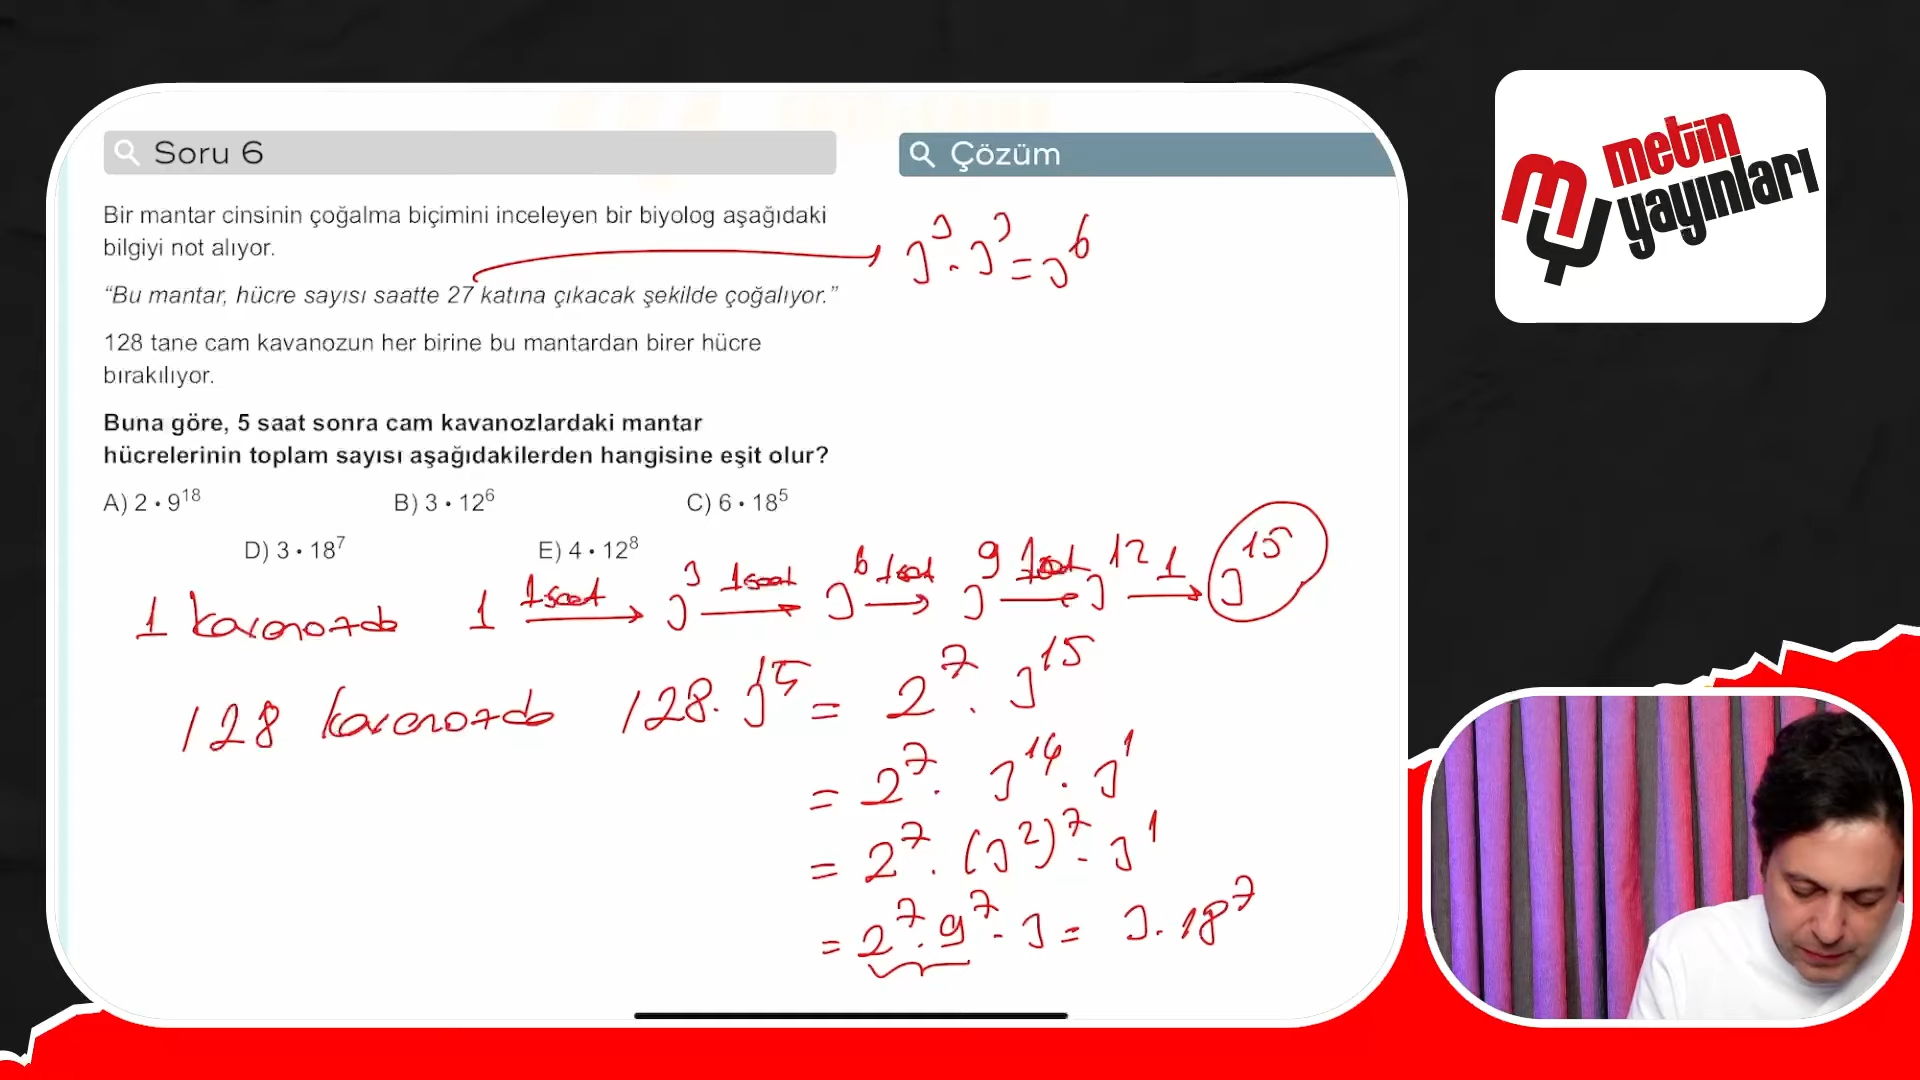 Soru 6
Bir mantar cinsinin çoğalma biçimini inceleyen bir biyolog aşağıdaki
bilgiyi not alıyor.
“Bu mantar, hücre sayısı saatte 27 katına çıkacak şekilde çoğalıyor.”
128 tane cam kavanozun her birine bu mantardan birer hücre
bırakılıyor.
Buna göre, 5 saat sonra cam kavanozlardaki mantar
hücrelerinin toplam sayısı aşağıdakilerden hangisine eşit olur?
A) 2 · 9¹⁸ B) 3 · 12⁶ C) 6 · 18⁵
D) 3 · 18⁷ E) 4 · 12⁸
Çözüm
3³ · 3³ = 3⁶
1 kavanozda 1 1 saat 3³ 1 saat 3⁶ 1 saat 3⁹ 1 saat 3¹² 1 3¹⁵
128 kavanozda 128 · 3¹⁵ = 2⁷ · 3¹⁵
= 2⁷ · 3¹⁴ · 3¹
= 2⁷ · (3²)⁷ · 3¹
= 2⁷ · 9⁷ · 3 = 3 · 18⁷
metin
yayınları